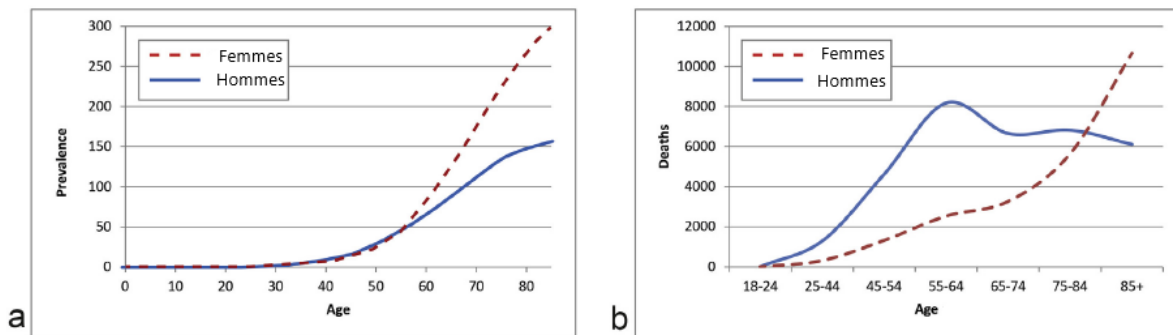 300
250
200
150
100
50
0
Prevalence
Femmes
Hommes
0 10 20 30 40 50 60 70 80
Age
a
12000
10000
8000
6000
4000
2000
0
Deaths
Femmes
Hommes
18-24 25-44 45-54 55-64 65-74 75-84 85+
Age
b